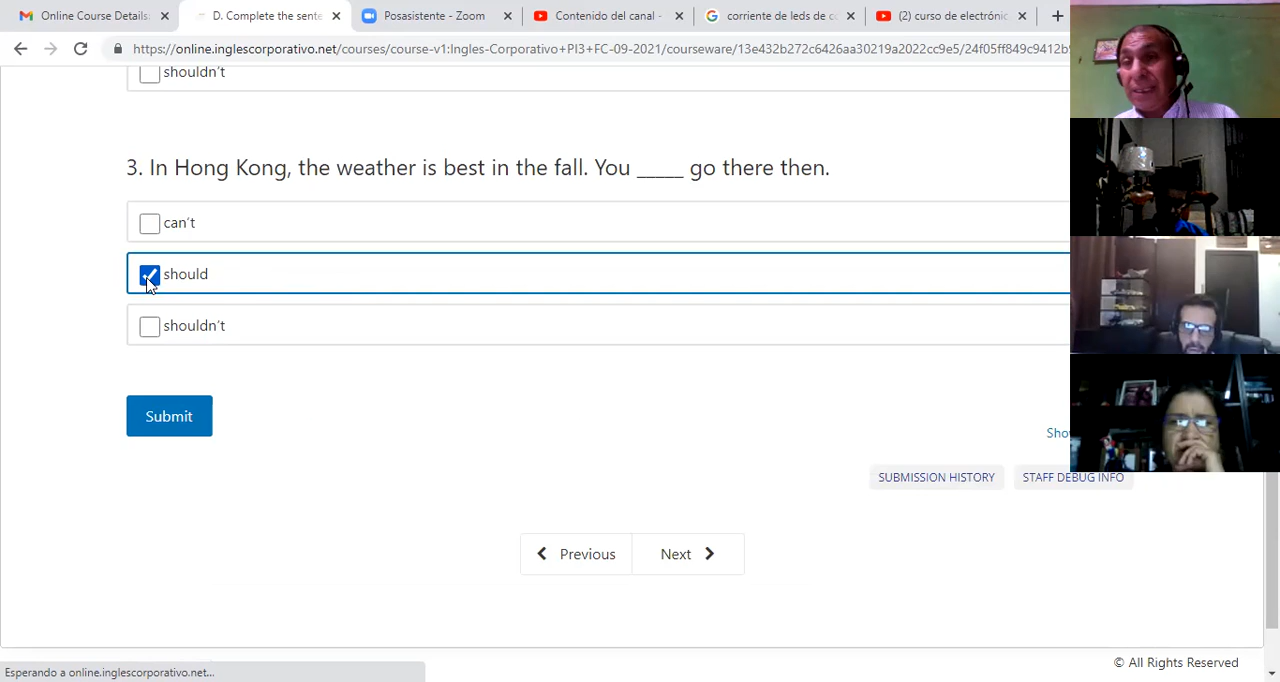 Online Course Details: D. Complete the sente Posasistente - Zoom Contenido del canal - corriente de leds de co (2) curso de electrónic
https://online.inglescorporativo.net/courses/course-v1:Ingles-Corporativo+PI3+FC-09-2021/courseware/13e432b272c6426aa30219a2022cc9e5/24f05ff849c9412b9
shouldn't
3. In Hong Kong, the weather is best in the fall. You _____ go there then.
can't
should
shouldn't
Submit
Sho
SUBMISSION HISTORY STAFF DEBUG INFO
Previous Next
© All Rights Reserved
Esperando a online.inglescorporativo.net...